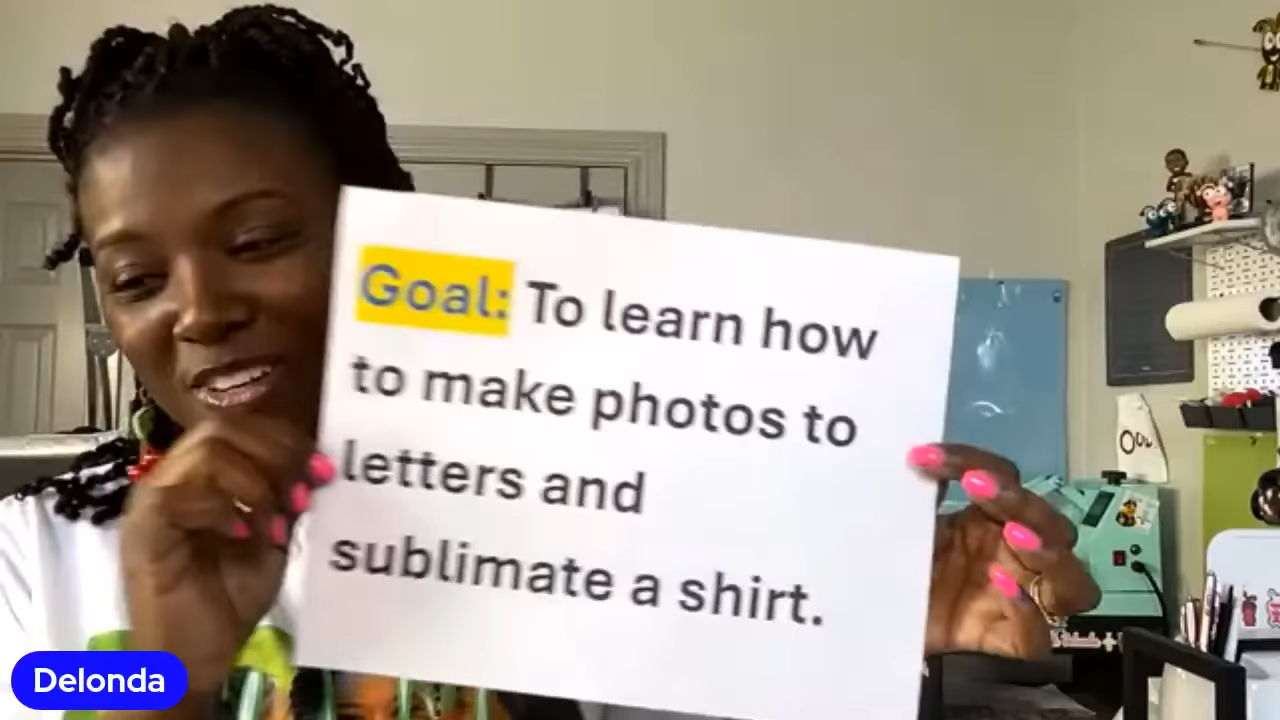 Goal: To learn how
to make photos to
letters and
sublimate a shirt.
Delonda